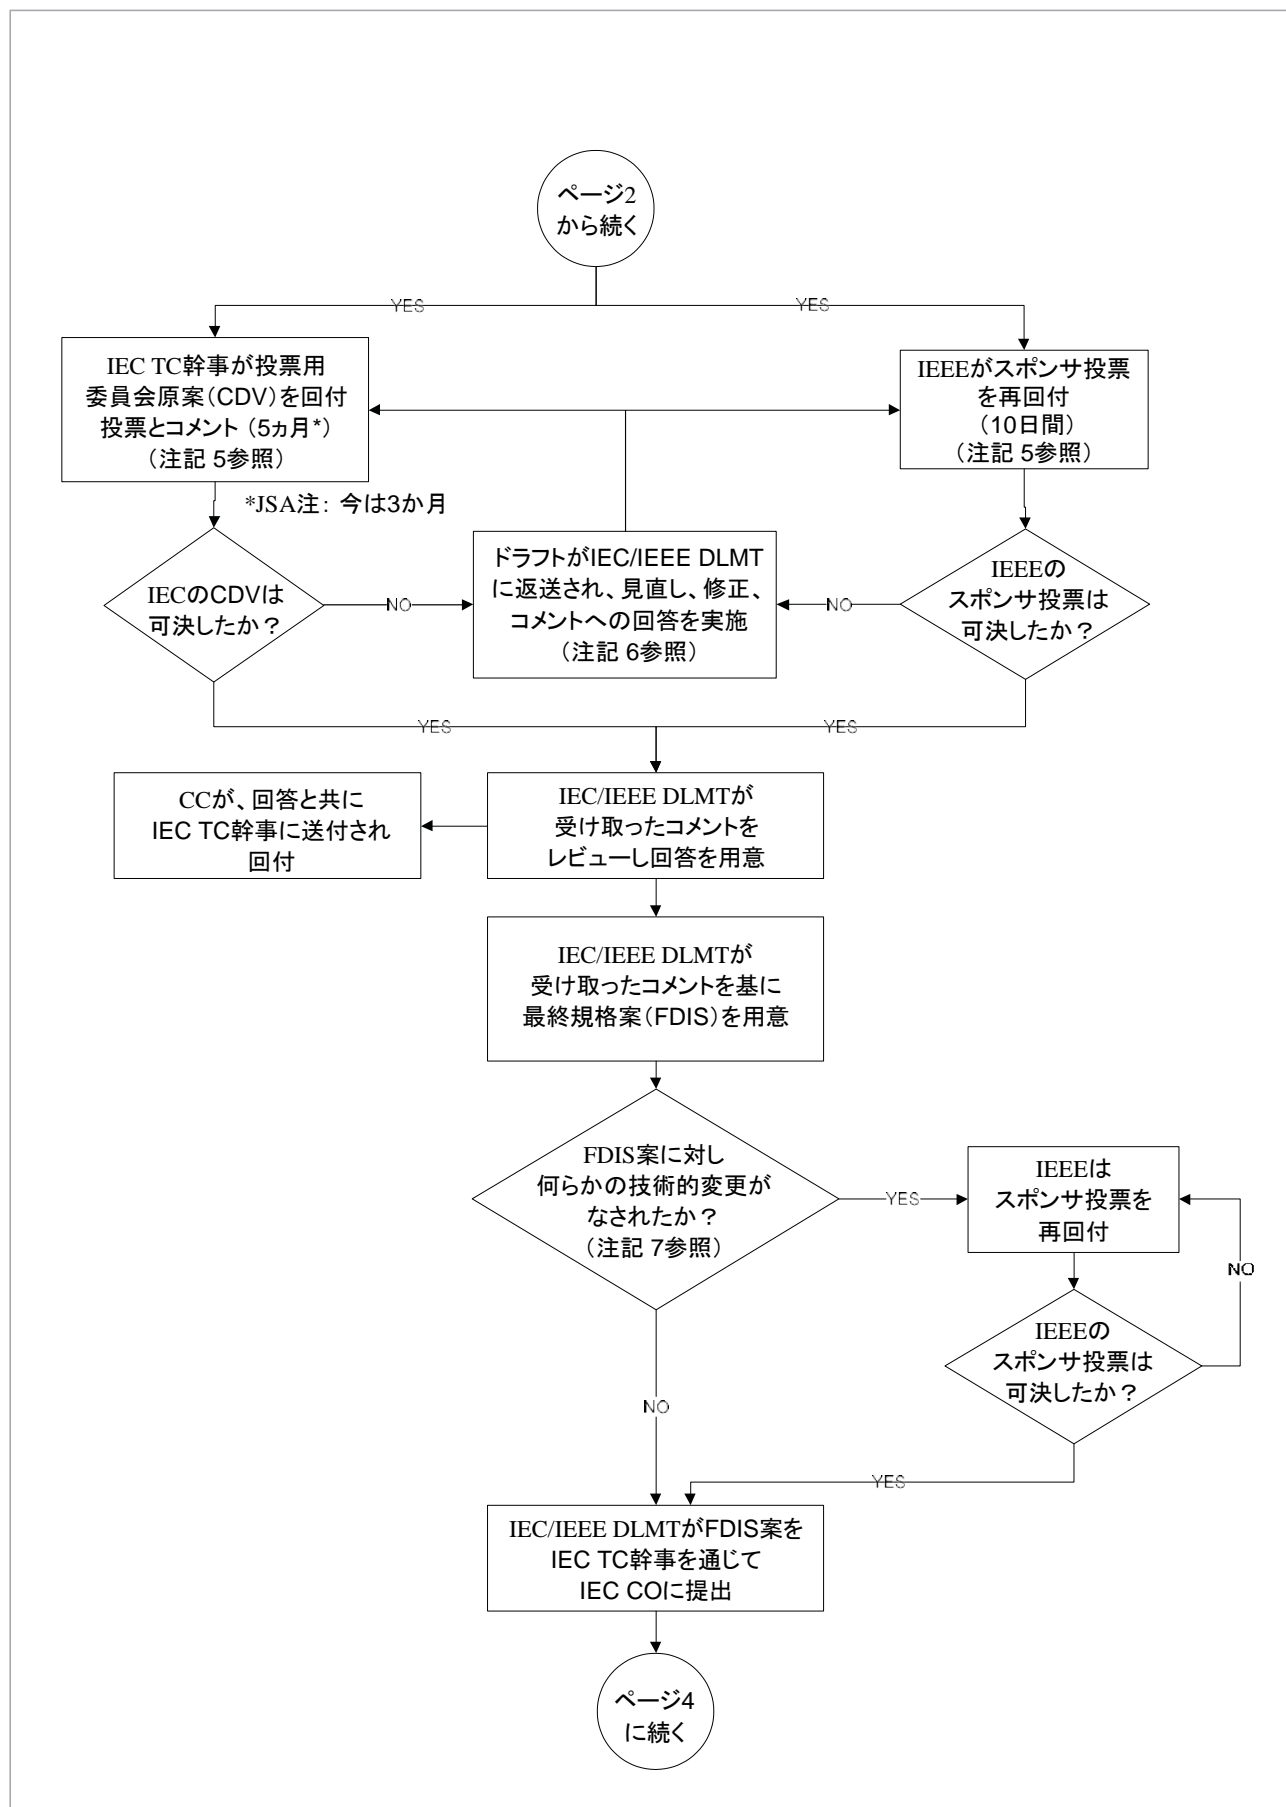 ページ2
から続く
YES
YES
IEC TC幹事が投票用
委員会原案（CDV）を回付
投票とコメント （5ヵ月*）
（注記 5参照）
IEEEがスポンサ投票
を再回付
（10日間）
（注記 5参照）
*JSA注： 今は3か月
IECのCDVは
可決したか？
NO
ドラフトがIEC/IEEE DLMT
に返送され、見直し、修正、
コメントへの回答を実施
（注記 6参照）
NO
IEEEの
スポンサ投票は
可決したか？
YES
YES
CCが、回答と共に
IEC TC幹事に送付され
回付
IEC/IEEE DLMTが
受け取ったコメントを
レビューし回答を用意
IEC/IEEE DLMTが
受け取ったコメントを基に
最終規格案（FDIS）を用意
FDIS案に対し
何らかの技術的変更が
なされたか？
（注記 7参照）
YES
IEEEは
スポンサ投票を
再回付
NO
IEEEの
スポンサ投票は
可決したか？
NO
YES
IEC/IEEE DLMTがFDIS案を
IEC TC幹事を通じて
IEC COに提出
ページ4
に続く